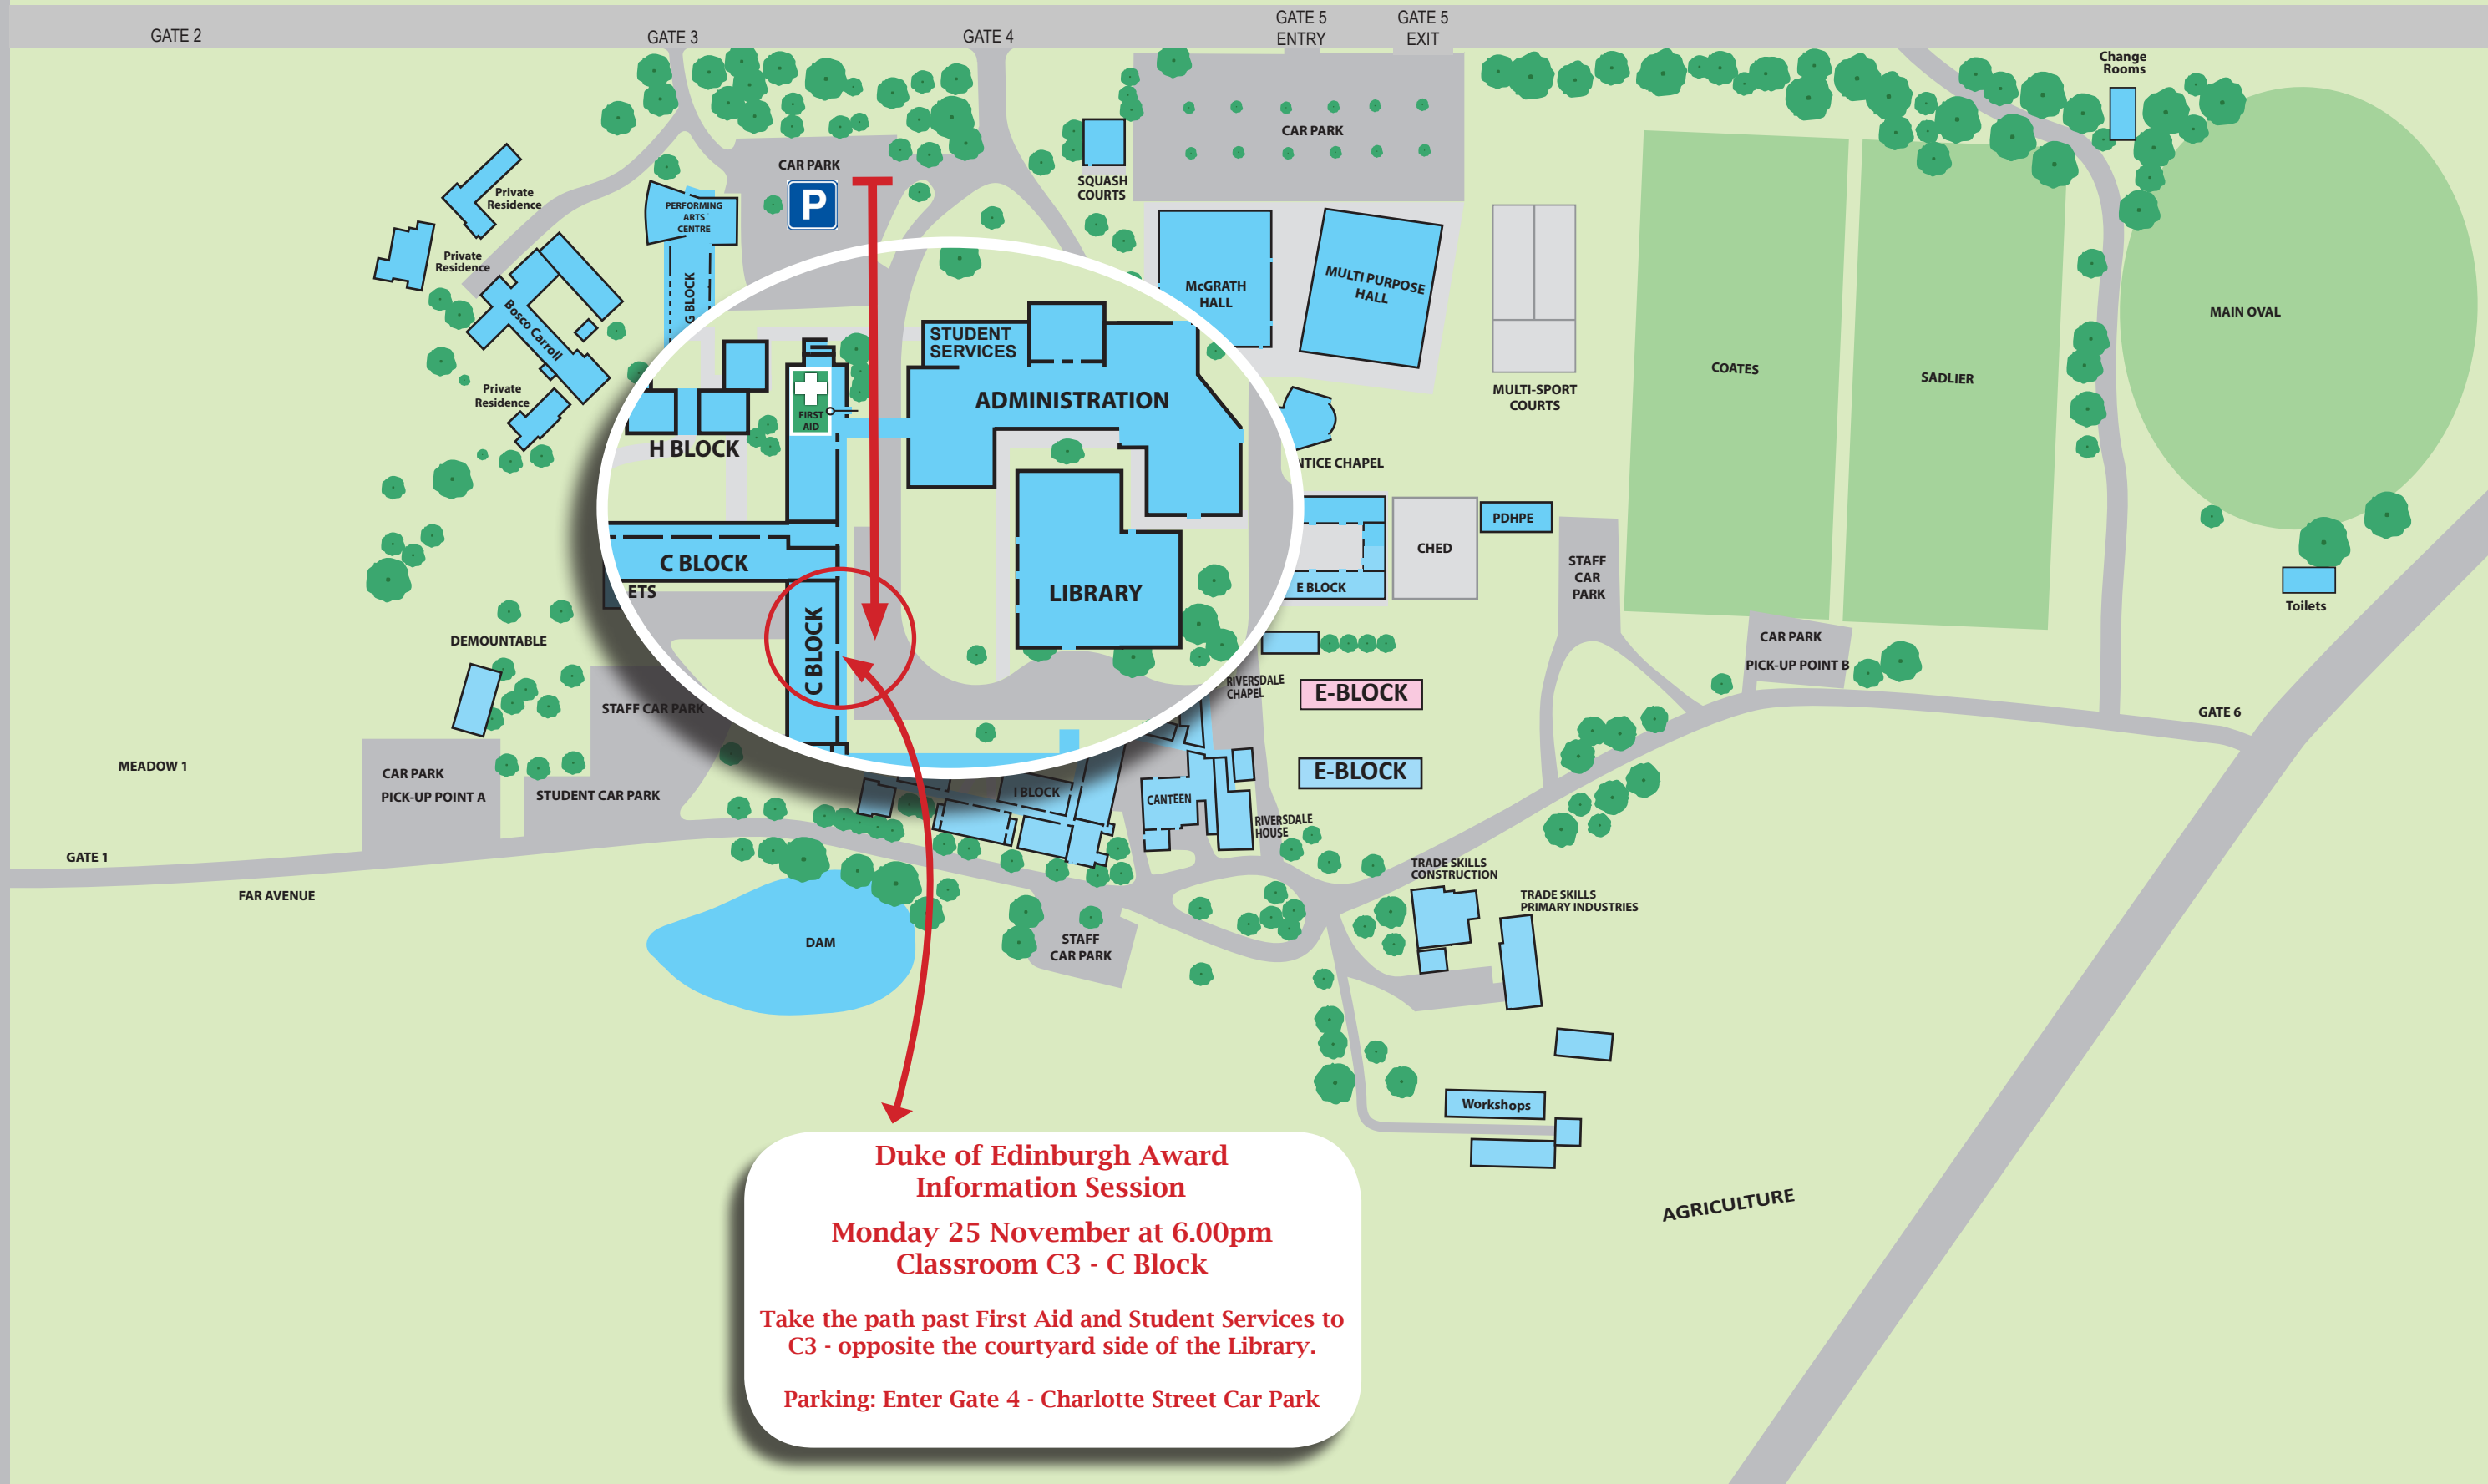 GATE 2
GATE 3
GATE 4
GATE 5
ENTRY
GATE 5
EXIT
Change
Rooms
CAR PARK
P
CAR PARK
SQUASH
COURTS
Private
Residence
PERFORMING
ARTS
CENTRE
Private
Residence
G BLOCK
Bosco Carroll
Private
Residence
McGRATH
HALL
MULTI PURPOSE
HALL
MAIN OVAL
COATES
SADLIER
MULTI-SPORT
COURTS
STUDENT
SERVICES
ADMINISTRATION
FIRST
AID
H BLOCK
NTICE CHAPEL
PDHPE
CHED
STAFF
CAR
PARK
C BLOCK
ETS
E BLOCK
LIBRARY
Toilets
DEMOUNTABLE
C BLOCK
CAR PARK
PICK-UP POINT B
RIVERSDALE
CHAPEL
E-BLOCK
STAFF CAR PARK
GATE 6
MEADOW 1
CAR PARK
PICK-UP POINT A
STUDENT CAR PARK
E-BLOCK
I BLOCK
CANTEEN
RIVERSDALE
HOUSE
GATE 1
FAR AVENUE
TRADE SKILLS
CONSTRUCTION
TRADE SKILLS
PRIMARY INDUSTRIES
DAM
STAFF
CAR PARK
Workshops
AGRICULTURE
Duke of Edinburgh Award
Information Session
Monday 25 November at 6.00pm
Classroom C3 - C Block
Take the path past First Aid and Student Services to
C3 - opposite the courtyard side of the Library.
Parking: Enter Gate 4 - Charlotte Street Car Park